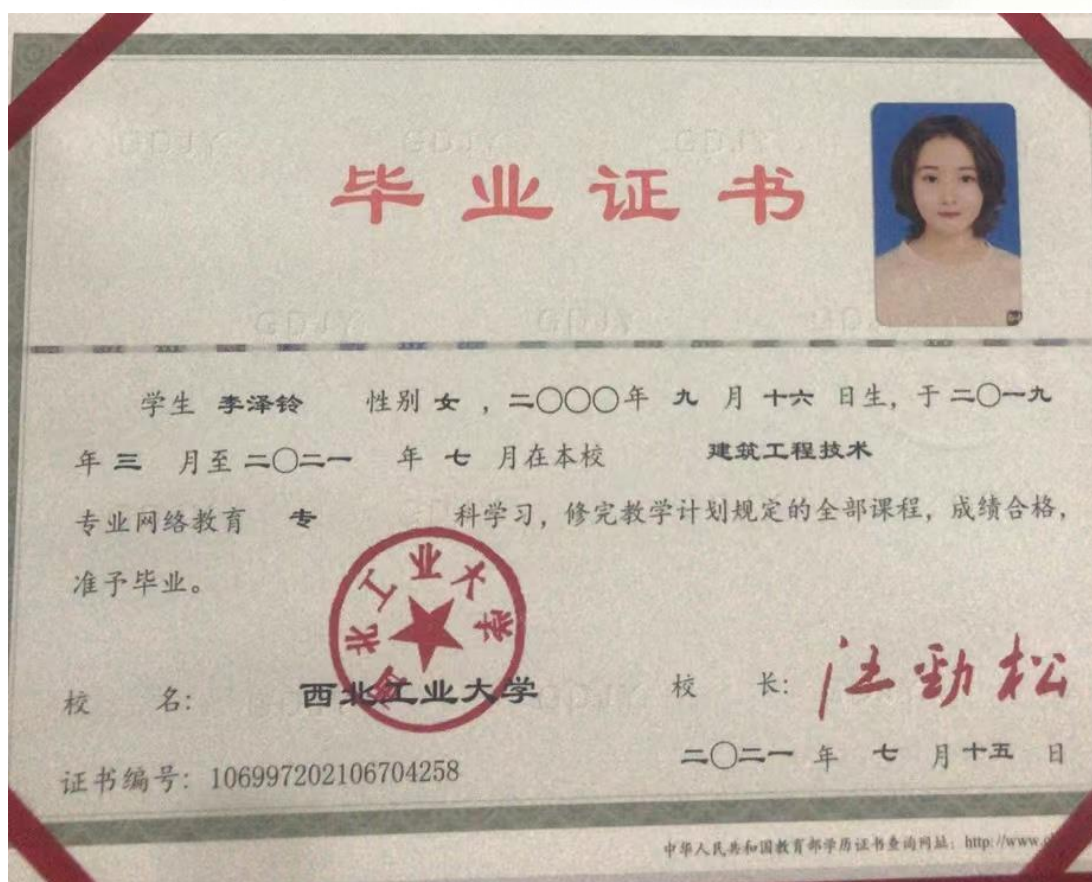 毕业证书
学生 李泽铃 性别 女 ，二〇〇〇年 九 月 十六 日生，于 二〇一九
年 三 月至 二〇二一 年 七 月在本校 建筑工程技术
专业网络教育 专 科学习，修完教学计划规定的全部课程，成绩合格，
准予毕业。
西北工业大学
校 名： 西北工业大学 校 长： 汪劲松
二〇二一 年 七 月 十五 日
证书编号：106997202106704258
中华人民共和国教育部学历证书查询网址：http://www.